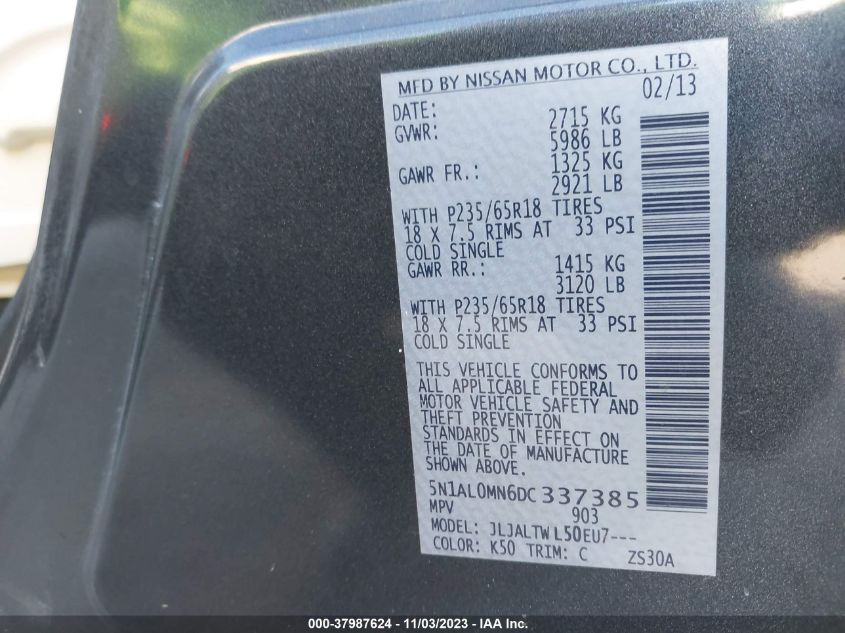 MFD BY NISSAN MOTOR CO., LTD.
DATE: 02/13
GVWR: 2715 KG
5986 LB
GAWR FR.: 1325 KG
2921 LB
WITH P235/65R18 TIRES
18 X 7.5 RIMS AT 33 PSI
COLD SINGLE
GAWR RR.: 1415 KG
3120 LB
WITH P235/65R18 TIRES
18 X 7.5 RIMS AT 33 PSI
COLD SINGLE
THIS VEHICLE CONFORMS TO
ALL APPLICABLE FEDERAL
MOTOR VEHICLE SAFETY AND
THEFT PREVENTION
STANDARDS IN EFFECT ON
THE DATE OF MANUFACTURE
SHOWN ABOVE.
5N1AL0MN6DC337385
MPV 903
MODEL: JLJALTWL50EU7---
COLOR: K50 TRIM: C ZS30A
000-37987624 - 11/03/2023 - IAA Inc.